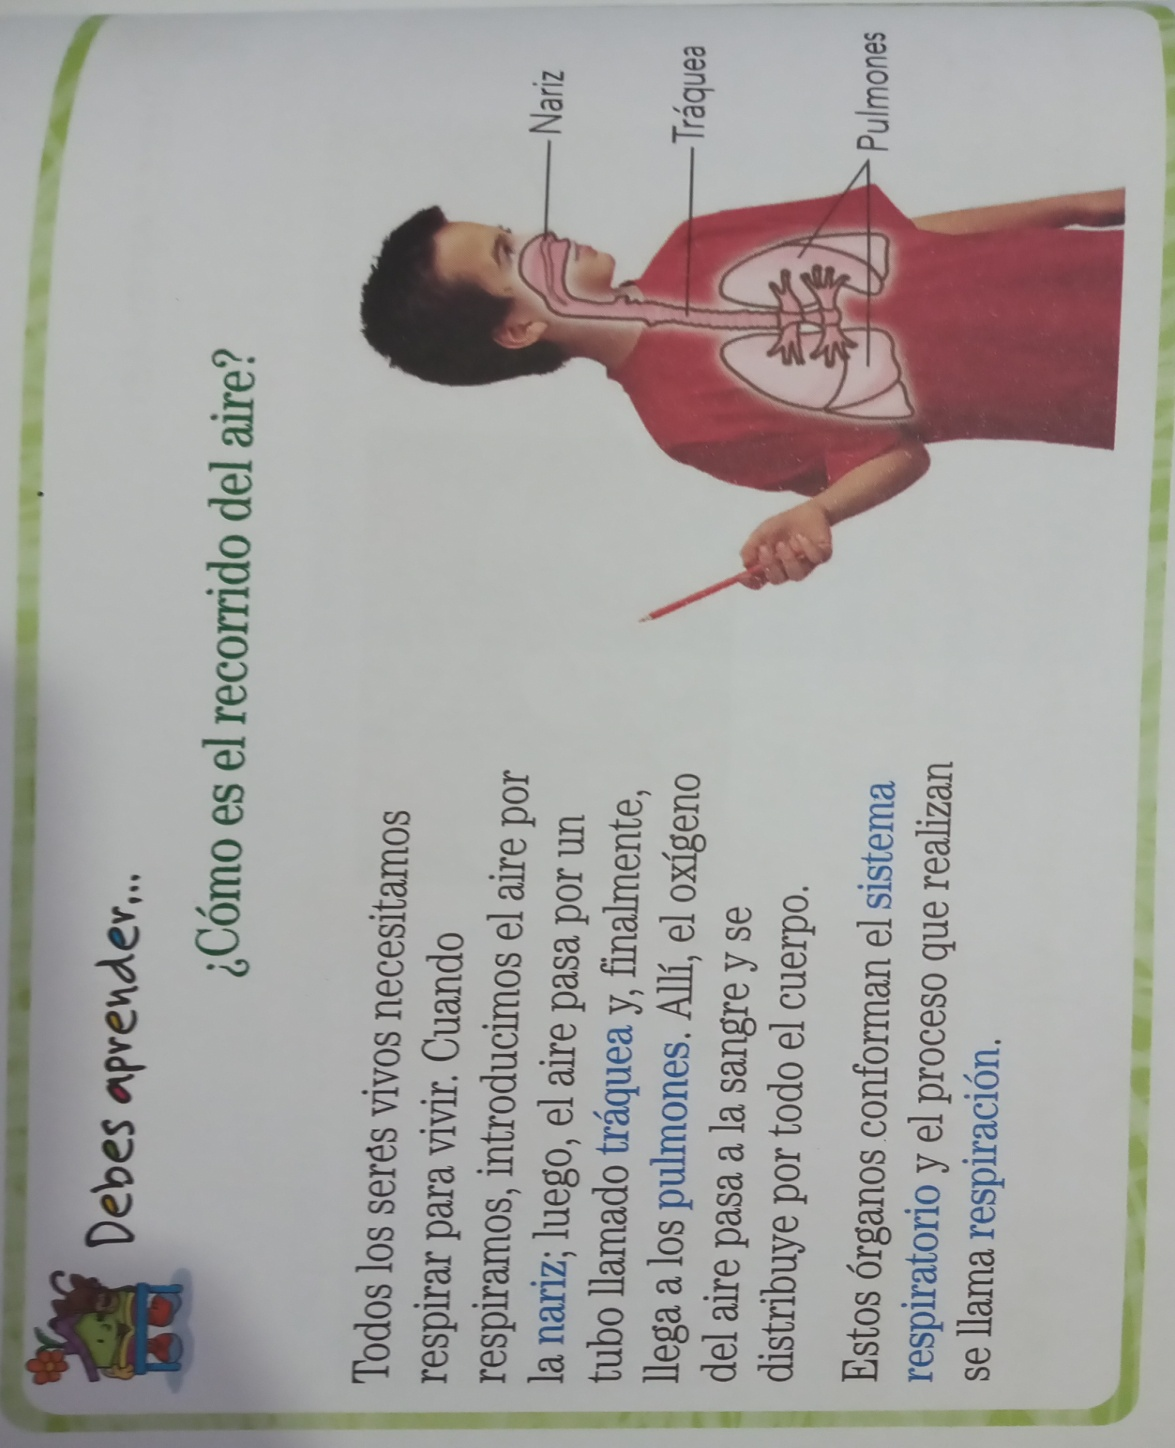 Debes aprender...
¿Cómo es el recorrido del aire?
Todos los seres vivos necesitamos
respirar para vivir. Cuando
respiramos, introducimos el aire por
la nariz; luego, el aire pasa por un
tubo llamado tráquea y, finalmente,
llega a los pulmones. Allí, el oxígeno
del aire pasa a la sangre y se
distribuye por todo el cuerpo.
Estos órganos conforman el sistema
respiratorio y el proceso que realizan
se llama respiración.
Nariz
Tráquea
Pulmones